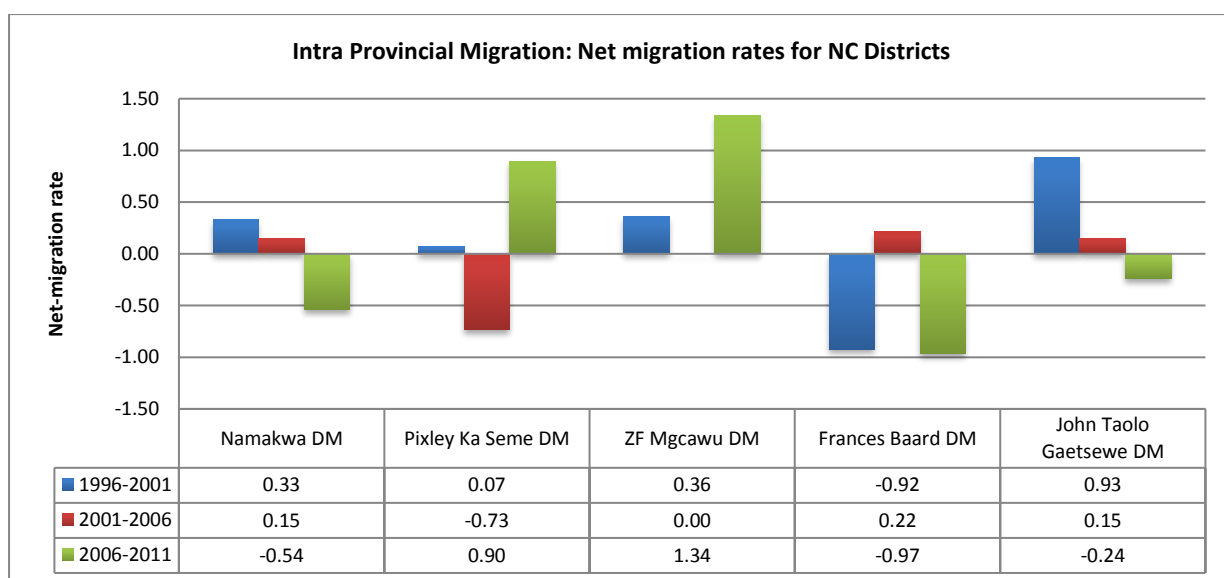 Intra Provincial Migration: Net migration rates for NC Districts
Net-migration rate
1.50
1.00
0.50
0.00
-0.50
-1.00
-1.50
Namakwa DM Pixley Ka Seme DM ZF Mgcawu DM Frances Baard DM John Taolo
Gaetsewe DM
1996-2001 0.33 0.07 0.36 -0.92 0.93
2001-2006 0.15 -0.73 0.00 0.22 0.15
2006-2011 -0.54 0.90 1.34 -0.97 -0.24